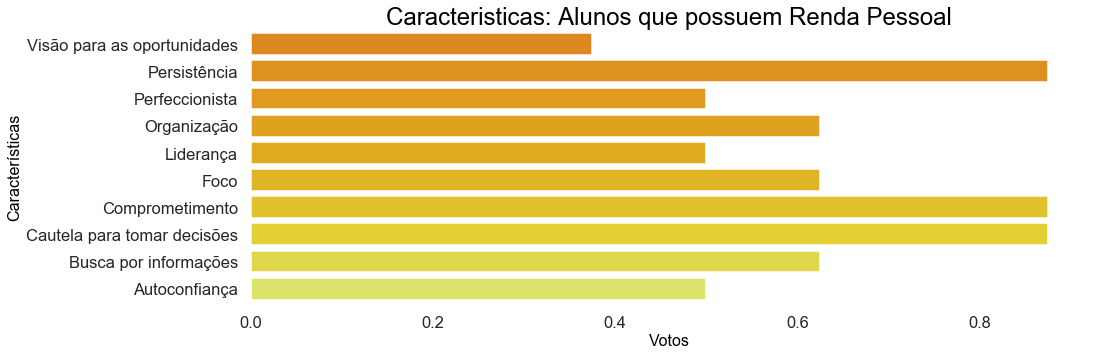 Caracteristicas: Alunos que possuem Renda Pessoal
Visão para as oportunidades
Persistência
Perfeccionista
Organização
Liderança
Foco
Comprometimento
Cautela para tomar decisões
Busca por informações
Autoconfiança
Características
0.0 0.2 0.4 0.6 0.8
Votos